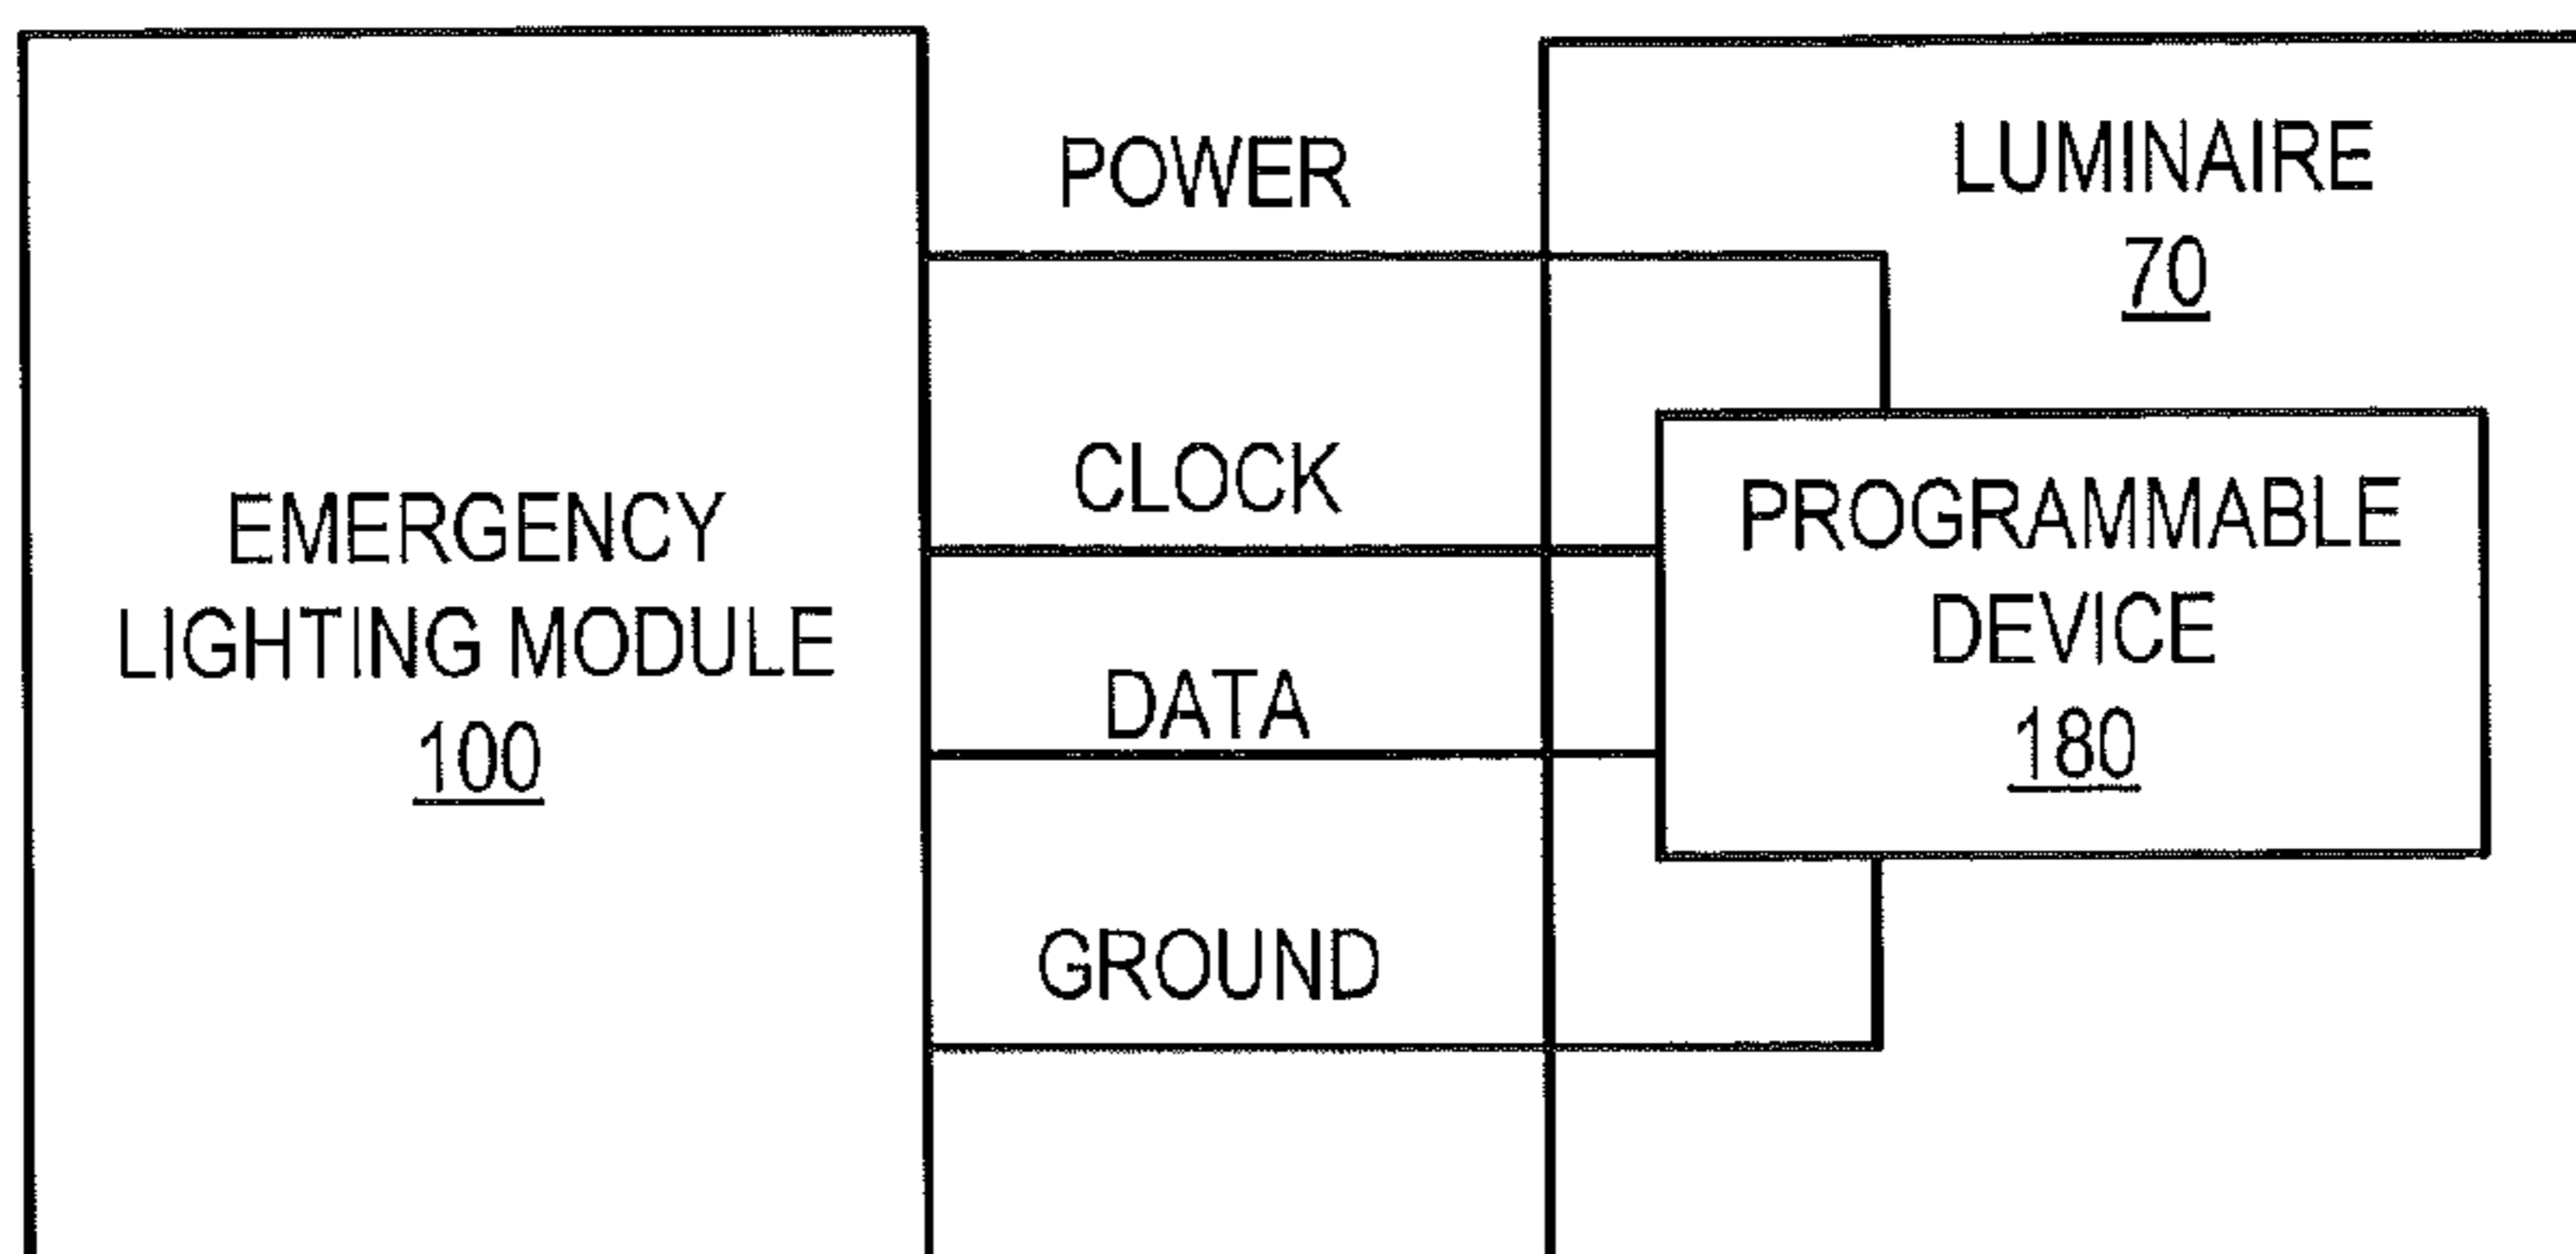 EMERGENCY
LIGHTING MODULE
100
POWER
CLOCK
DATA
GROUND
LUMINAIRE
70
PROGRAMMABLE
DEVICE
180